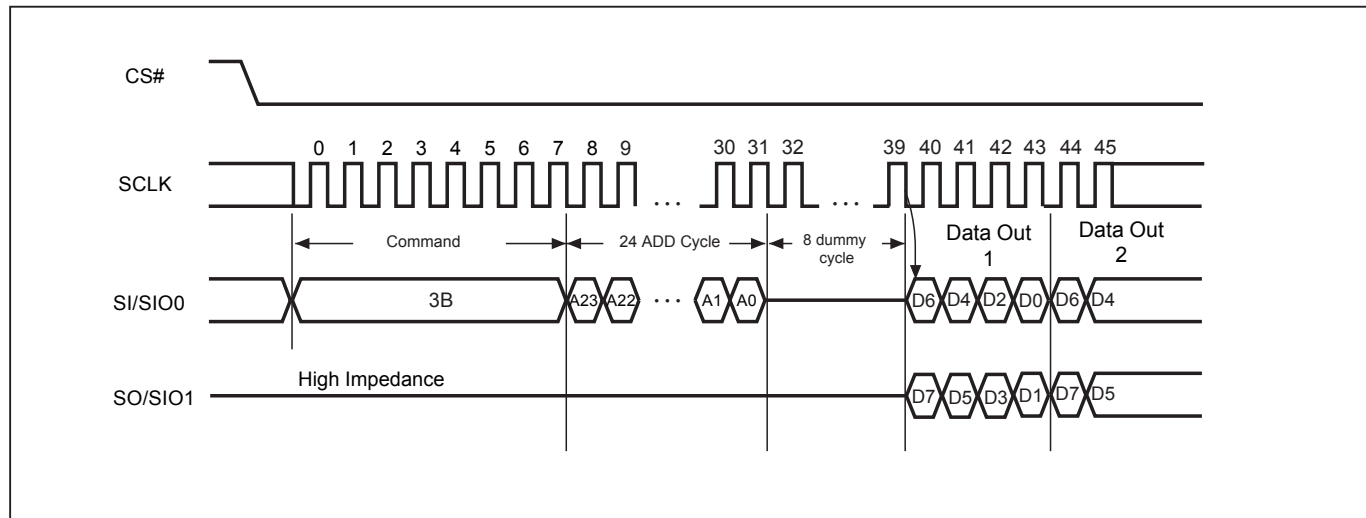 CS#
0 1 2 3 4 5 6 7 8 9 30 31 32 39 40 41 42 43 44 45
SCLK
... ...
Command 24 ADD Cycle 8 dummy cycle Data Out 1 Data Out 2
SI/SIO0 3B A23 A22 ... A1 A0 D6 D4 D2 D0 D6 D4
High Impedance
SO/SIO1 D7 D5 D3 D1 D7 D5